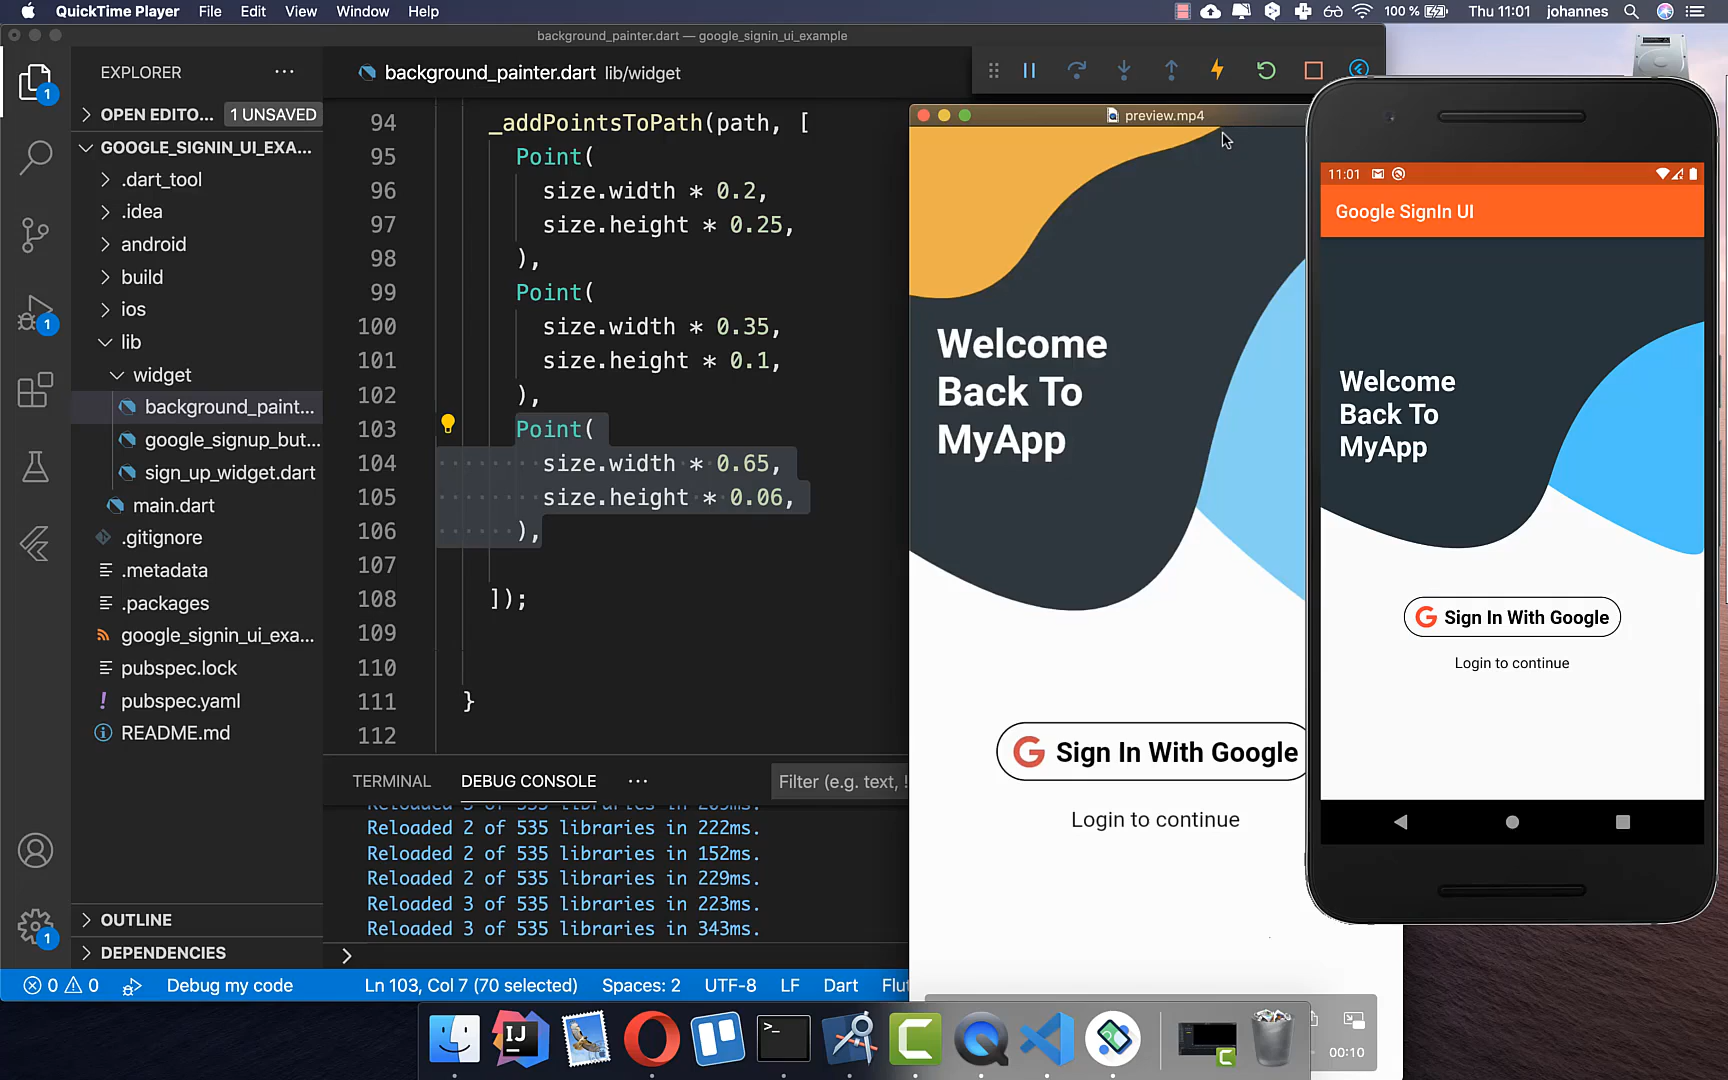 QuickTime Player File Edit View Window Help
100 % Thu 11:01 johannes
background_painter.dart — google_signin_ui_example
EXPLORER
OPEN EDITO... 1 UNSAVED
GOOGLE_SIGNIN_UI_EXA...
.dart_tool
.idea
android
build
ios
lib
widget
background_paint...
google_signup_but...
sign_up_widget.dart
main.dart
.gitignore
.metadata
.packages
google_signin_ui_exa...
pubspec.lock
pubspec.yaml
README.md
OUTLINE
DEPENDENCIES
1
1
1
background_painter.dart lib/widget
94 _addPointsToPath(path, [
95 Point(
96 size.width * 0.2,
97 size.height * 0.25,
98 ),
99 Point(
100 size.width * 0.35,
101 size.height * 0.1,
102 ),
103 Point(
104 size.width * 0.65,
105 size.height * 0.06,
106 ),
107
108 ]);
109
110
111 }
112
TERMINAL DEBUG CONSOLE Filter (e.g. text, !
Reloaded 2 of 535 libraries in 222ms.
Reloaded 2 of 535 libraries in 152ms.
Reloaded 2 of 535 libraries in 229ms.
Reloaded 3 of 535 libraries in 223ms.
Reloaded 3 of 535 libraries in 343ms.
0 0 Debug my code Ln 103, Col 7 (70 selected) Spaces: 2 UTF-8 LF Dart Flut
preview.mp4
Welcome
Back To
MyApp
Sign In With Google
Login to continue
11:01
Google SignIn UI
Welcome
Back To
MyApp
Sign In With Google
Login to continue
00:10
IJ